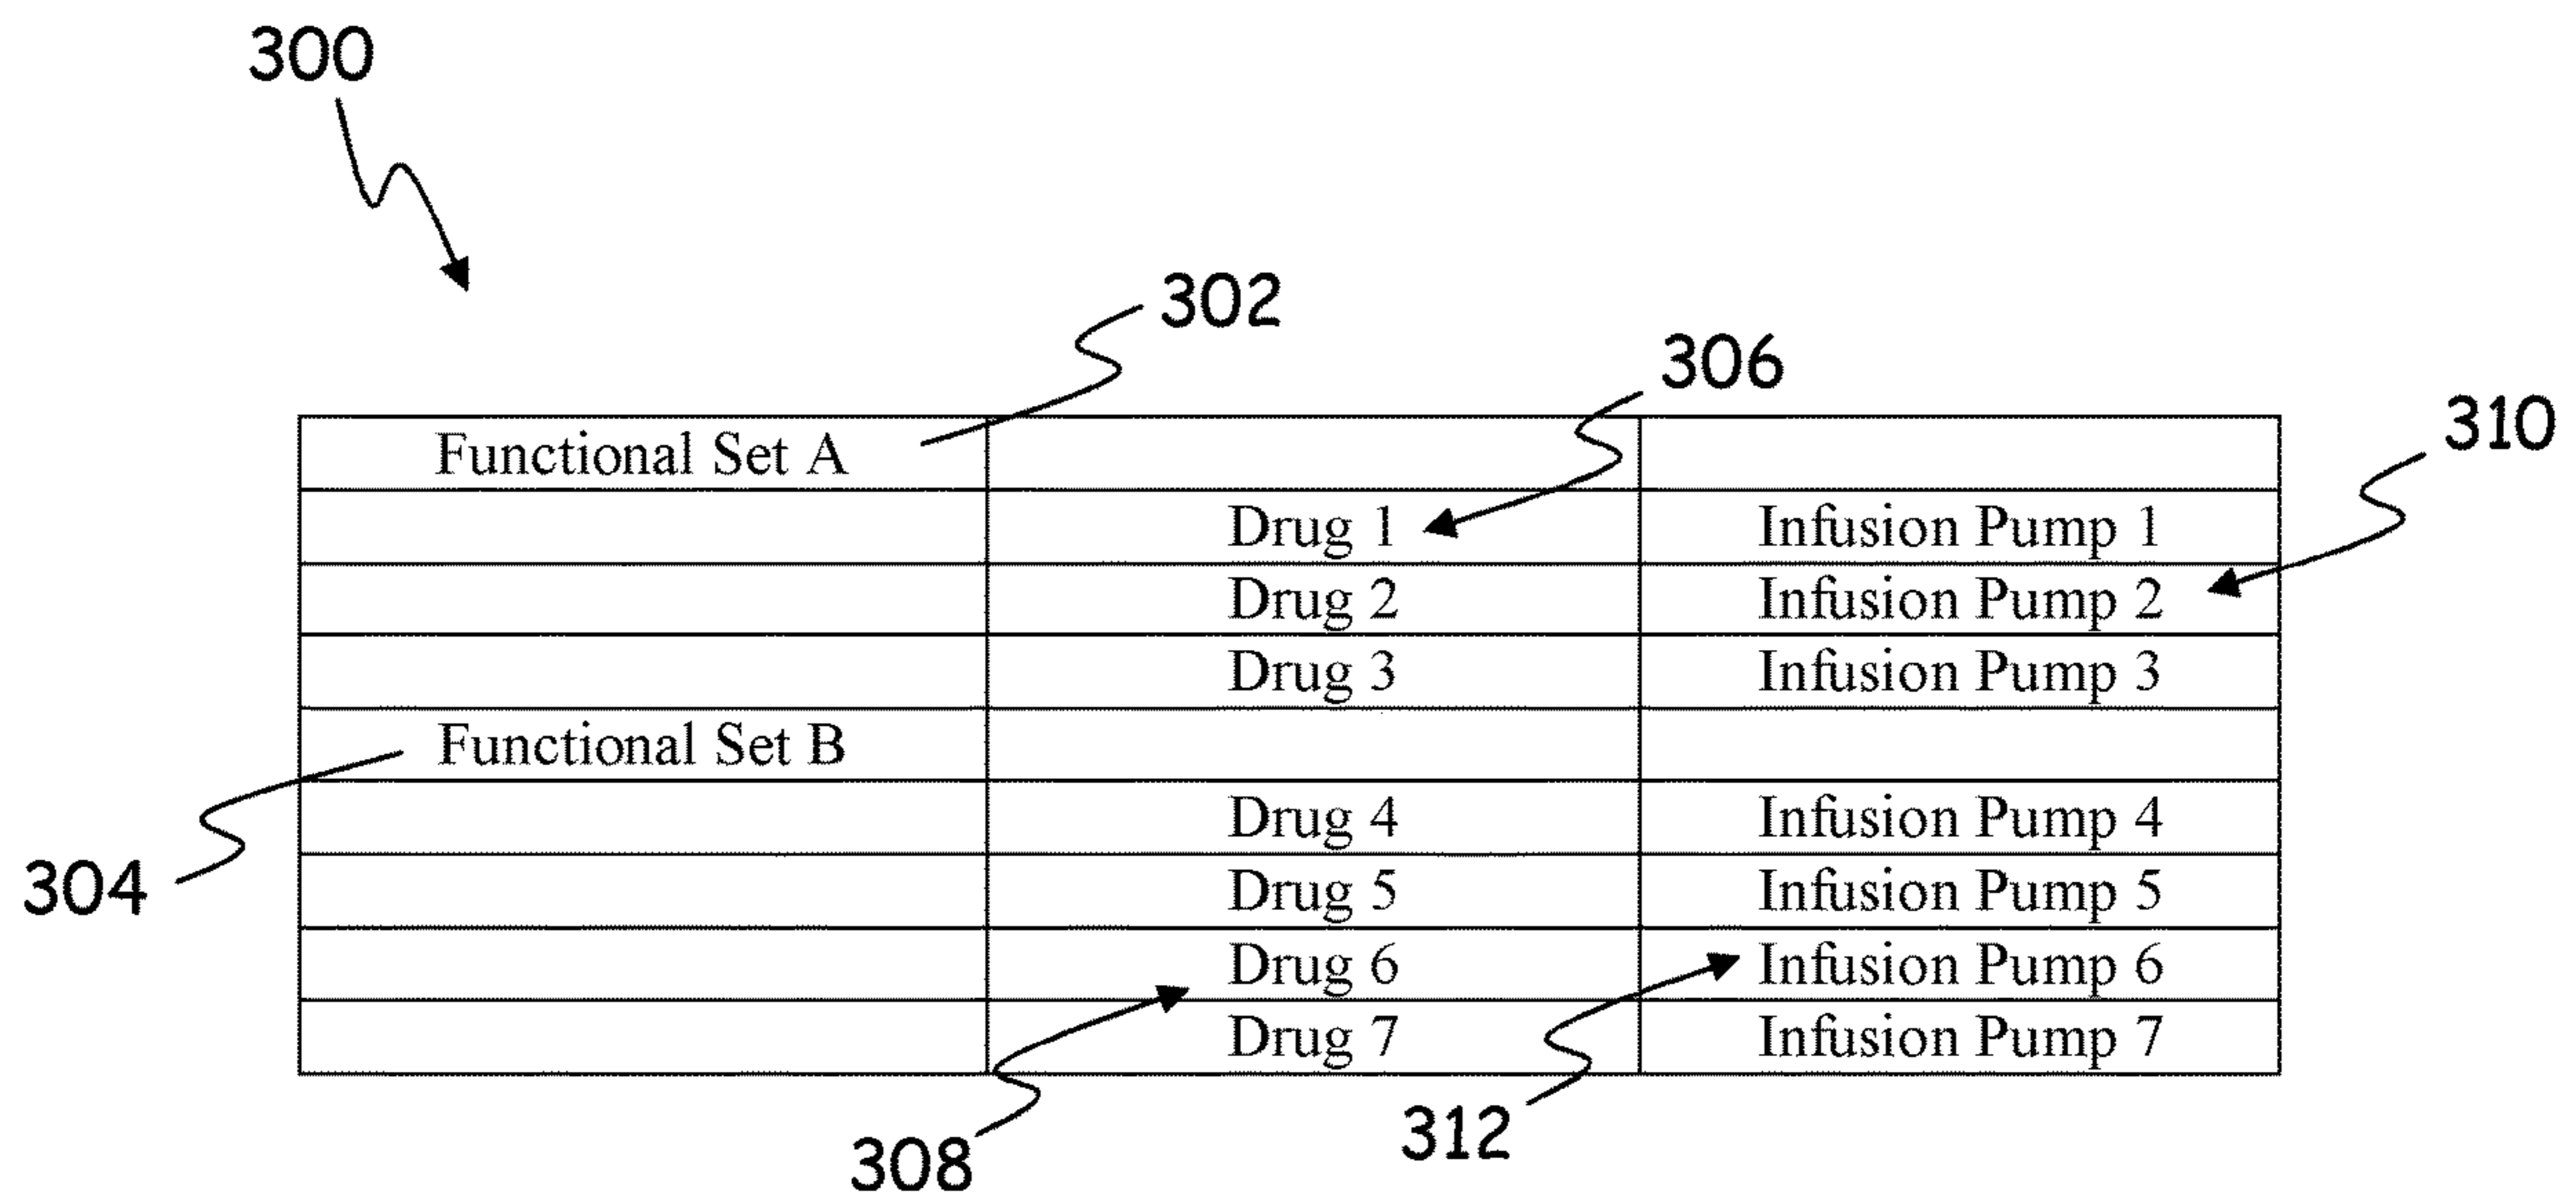 300
302
306
310
Functional Set A
Drug 1 Infusion Pump 1
Drug 2 Infusion Pump 2
Drug 3 Infusion Pump 3
Functional Set B
Drug 4 Infusion Pump 4
304
Drug 5 Infusion Pump 5
Drug 6 Infusion Pump 6
Drug 7 Infusion Pump 7
308
312